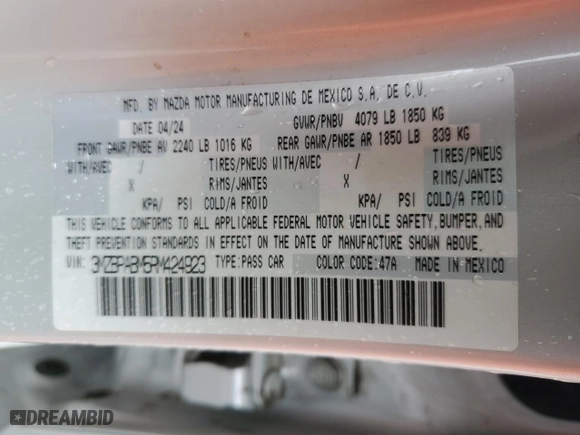 MFD. BY MAZDA MOTOR MANUFACTURING DE MEXICO S.A. DE C.V.
DATE 04/24 GVWR/PNBV 4079 LB 1850 KG
FRONT GAWR/PNBE AV 2240 LB 1016 KG REAR GAWR/PNBE AR 1850 LB 839 KG
WITH/AVEC / TIRES/PNEUS WITH/AVEC / TIRES/PNEUS
X RIMS/JANTES X RIMS/JANTES
KPA/ PSI COLD/A FROID KPA/ PSI COLD/A FROID
THIS VEHICLE CONFORMS TO ALL APPLICABLE FEDERAL MOTOR VEHICLE SAFETY, BUMPER, AND
THEFT PREVENTION STANDARDS IN EFFECT ON THE DATE OF MANUFACTURE SHOWN ABOVE.
VIN: 3MZBPABM5RM424923 TYPE:PASS CAR COLOR CODE:47A MADE IN MEXICO
DREAMBID